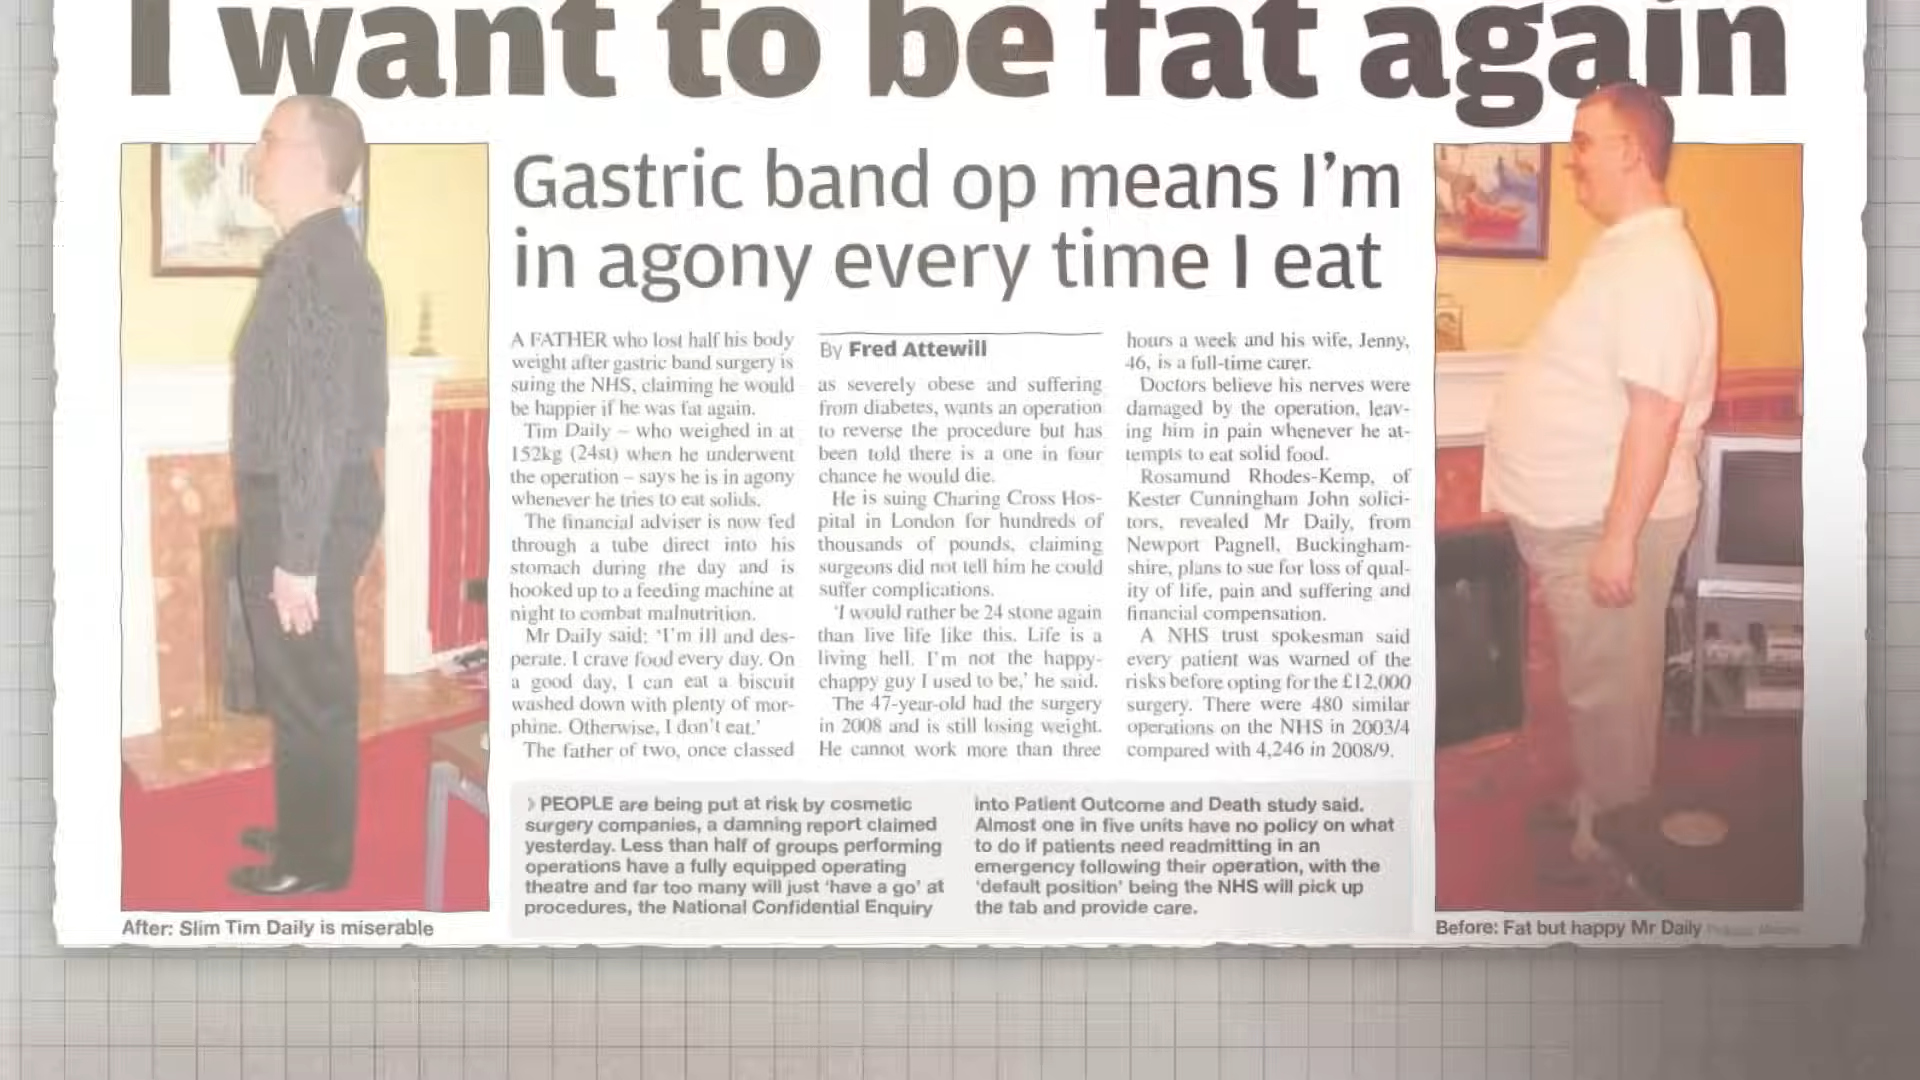 I want to be fat again
Gastric band op means I'm
in agony every time I eat
A FATHER who lost half his body
weight after gastric band surgery is
suing the NHS, claiming he would
be happier if he was fat again.
Tim Daily – who weighed in at
152kg (24st) when he underwent
the operation – says he is in agony
whenever he tries to eat solids.
The financial adviser is now fed
through a tube direct into his
stomach during the day and is
hooked up to a feeding machine at
night to combat malnutrition.
Mr Daily said: 'I'm ill and des-
perate. I crave food every day. On
a good day, I can eat a biscuit
washed down with plenty of mor-
phine. Otherwise, I don't eat.'
The father of two, once classed
By Fred Attewill
as severely obese and suffering
from diabetes, wants an operation
to reverse the procedure but has
been told there is a one in four
chance he would die.
He is suing Charing Cross Hos-
pital in London for hundreds of
thousands of pounds, claiming
surgeons did not tell him he could
suffer complications.
'I would rather be 24 stone again
than live life like this. Life is a
living hell. I'm not the happy-
chappy guy I used to be,' he said.
The 47-year-old had the surgery
in 2008 and is still losing weight.
He cannot work more than three
hours a week and his wife, Jenny,
46, is a full-time carer.
Doctors believe his nerves were
damaged by the operation, leav-
ing him in pain whenever he at-
tempts to eat solid food.
Rosamund Rhodes-Kemp, of
Kester Cunningham John solici-
tors, revealed Mr Daily, from
Newport Pagnell, Buckingham-
shire, plans to sue for loss of qual-
ity of life, pain and suffering and
financial compensation.
A NHS trust spokesman said
every patient was warned of the
risks before opting for the £12,000
surgery. There were 480 similar
operations on the NHS in 2003/4
compared with 4,246 in 2008/9.
› PEOPLE are being put at risk by cosmetic
surgery companies, a damning report claimed
yesterday. Less than half of groups performing
operations have a fully equipped operating
theatre and far too many will just 'have a go' at
procedures, the National Confidential Enquiry
into Patient Outcome and Death study said.
Almost one in five units have no policy on what
to do if patients need readmitting in an
emergency following their operation, with the
'default position' being the NHS will pick up
the tab and provide care.
After: Slim Tim Daily is miserable
Before: Fat but happy Mr Daily